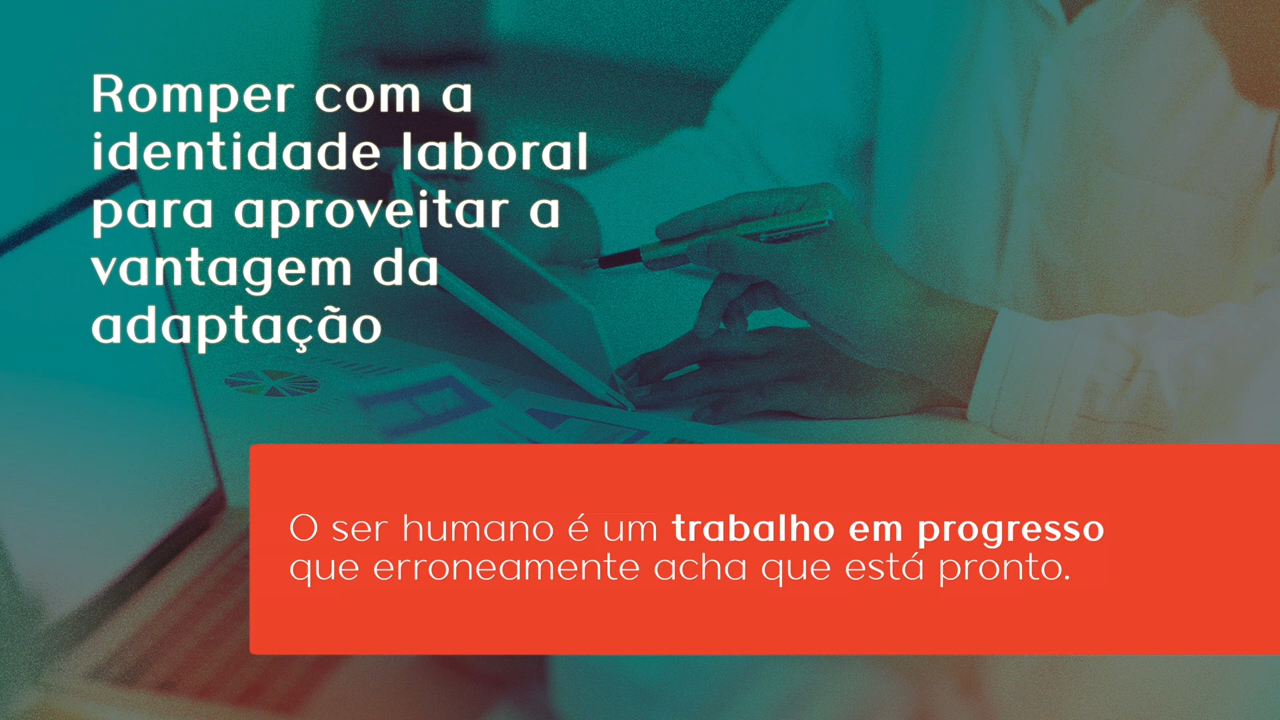 Romper com a
identidade laboral
para aproveitar a
vantagem da
adaptação
O ser humano é um trabalho em progresso
que erroneamente acha que está pronto.